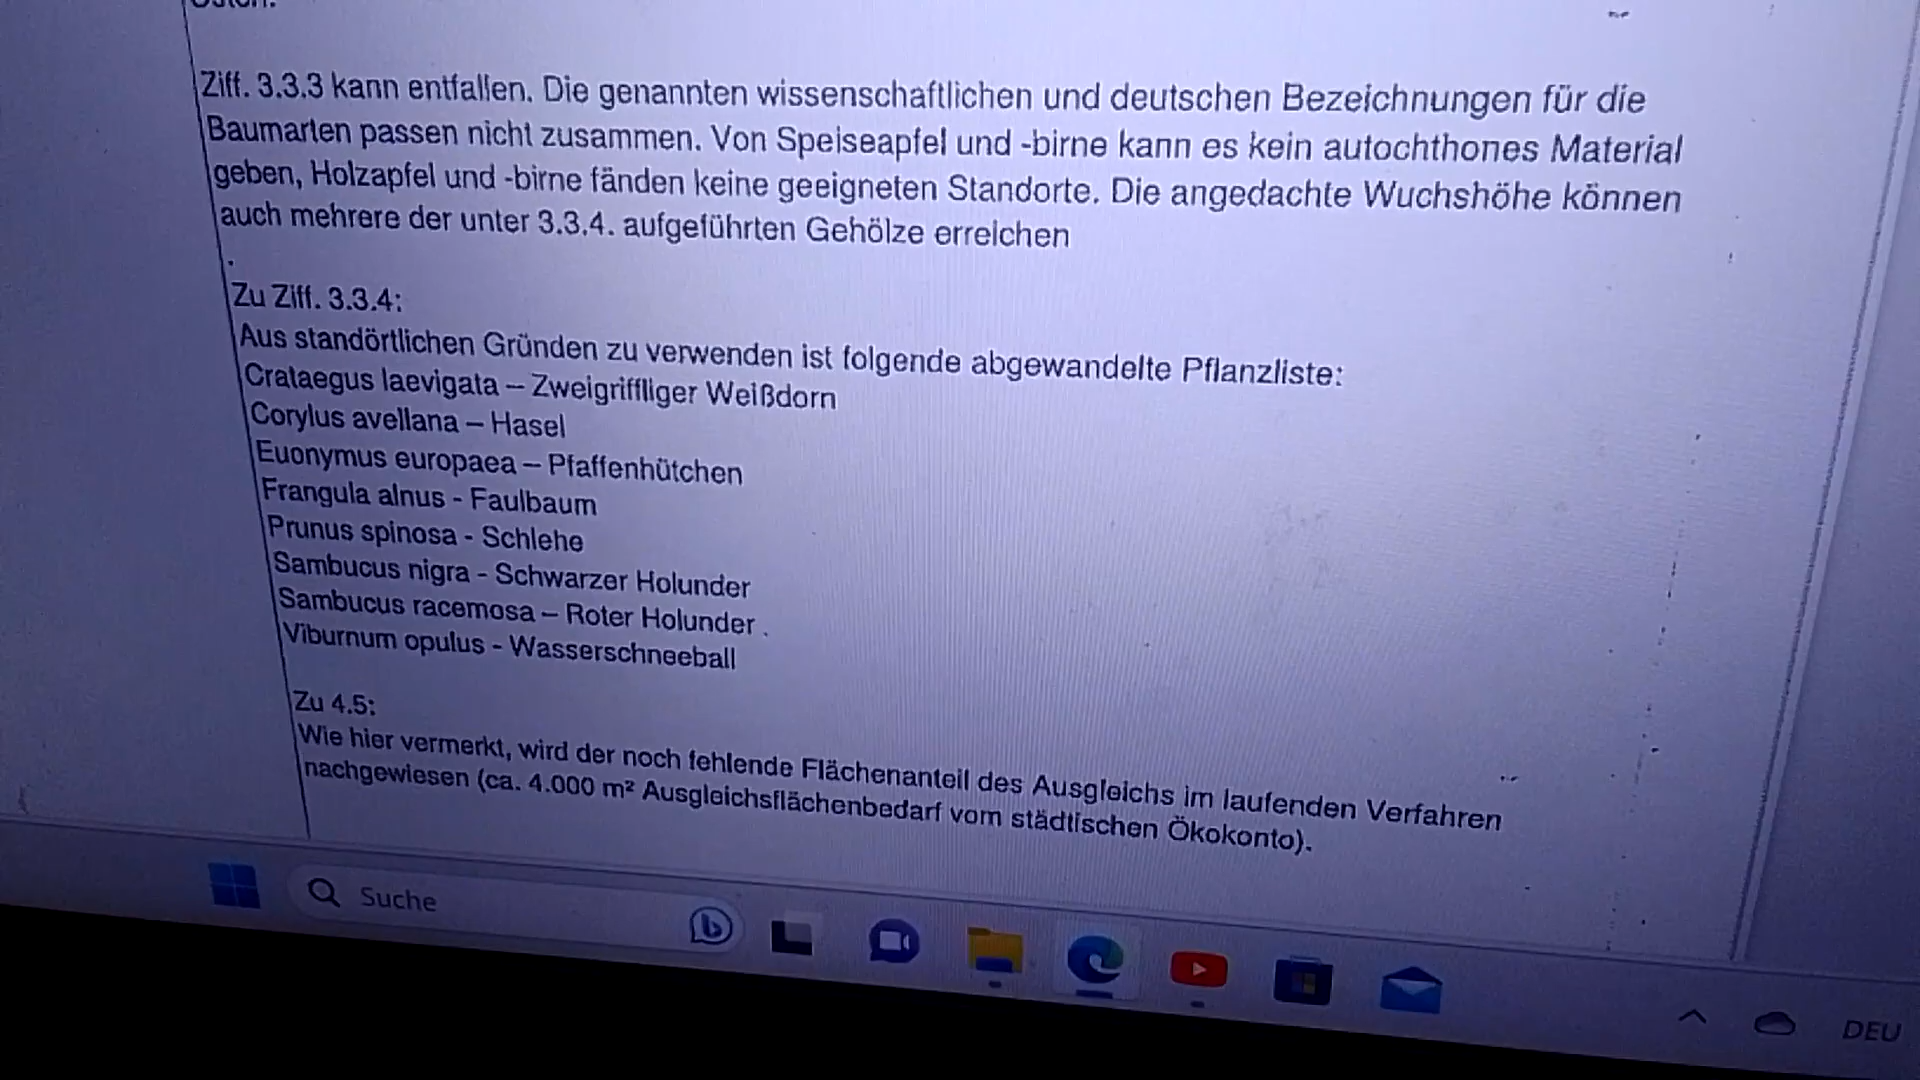 Ziff. 3.3.3 kann entfallen. Die genannten wissenschaftlichen und deutschen Bezeichnungen für die
Baumarten passen nicht zusammen. Von Speiseapfel und -birne kann es kein autochthones Material
geben, Holzapfel und -birne fänden keine geeigneten Standorte. Die angedachte Wuchshöhe können
auch mehrere der unter 3.3.4. aufgeführten Gehölze erreichen
.
Zu Ziff. 3.3.4:
Aus standörtlichen Gründen zu verwenden ist folgende abgewandelte Pflanzliste:
Crataegus laevigata – Zweigriffliger Weißdorn
Corylus avellana – Hasel
Euonymus europaea – Pfaffenhütchen
Frangula alnus - Faulbaum
Prunus spinosa - Schlehe
Sambucus nigra - Schwarzer Holunder
Sambucus racemosa – Roter Holunder .
Viburnum opulus - Wasserschneeball
Zu 4.5:
Wie hier vermerkt, wird der noch fehlende Flächenanteil des Ausgleichs im laufenden Verfahren
nachgewiesen (ca. 4.000 m² Ausgleichsflächenbedarf vom städtischen Ökokonto).
Suche
DEU